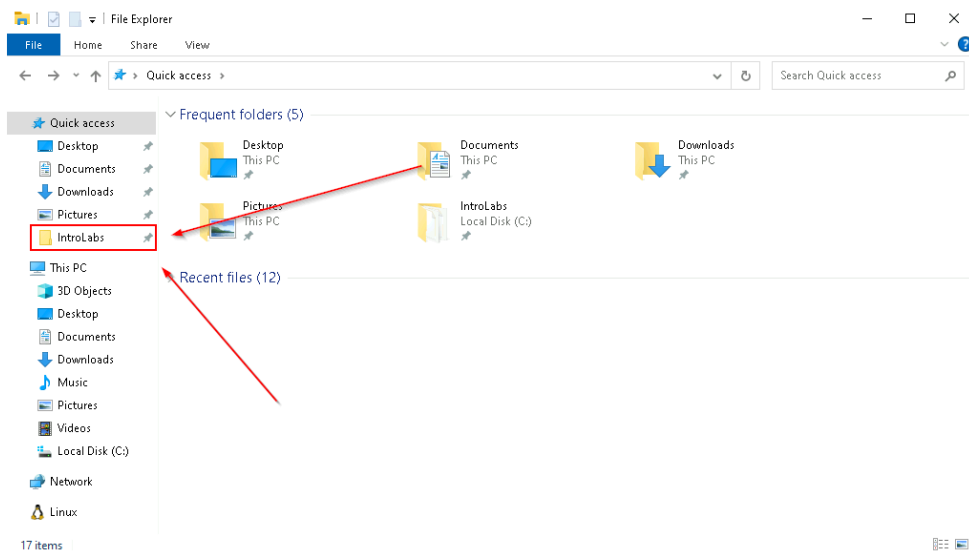 File Explorer
File Home Share View
Quick access
Search Quick access
Quick access
Desktop
Documents
Downloads
Pictures
IntroLabs
This PC
3D Objects
Desktop
Documents
Downloads
Music
Pictures
Videos
Local Disk (C:)
Network
Linux
Frequent folders (5)
Desktop
This PC
Documents
This PC
Downloads
This PC
Pictures
This PC
IntroLabs
Local Disk (C:)
Recent files (12)
17 items